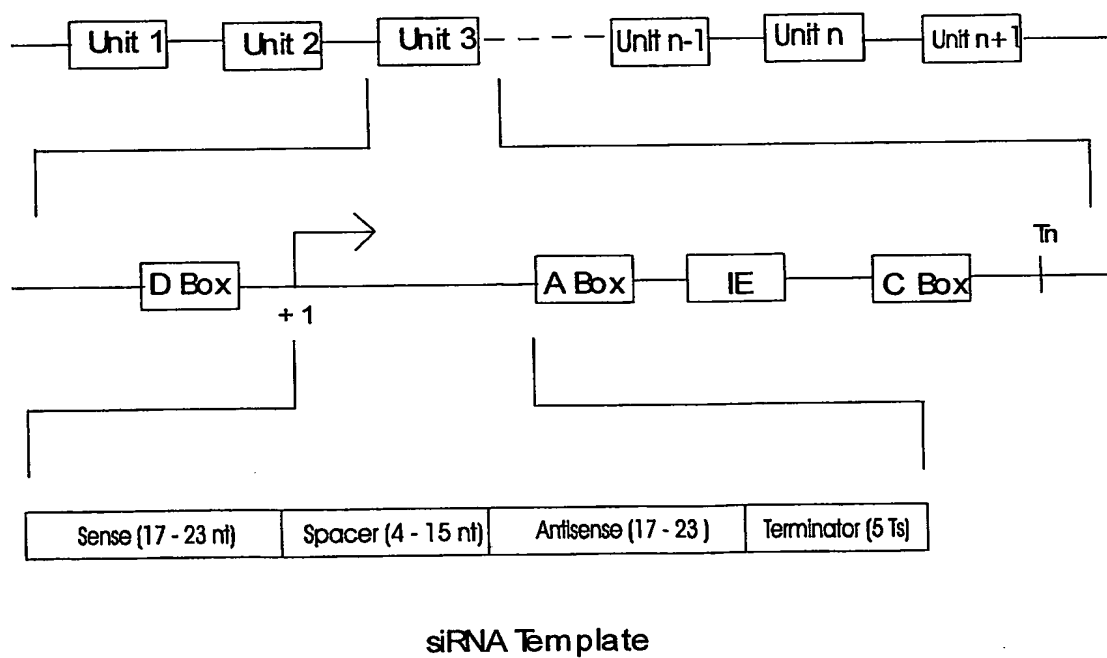 Unit 1 Unit 2 Unit 3 Unit n-1 Unit n Unit n+1
Tn
D Box A Box IE C Box
+1
Sense (17 - 23 nt) Spacer (4 - 15 nt) Antisense (17 - 23 ) Terminator (5 Ts)
siRNA Template